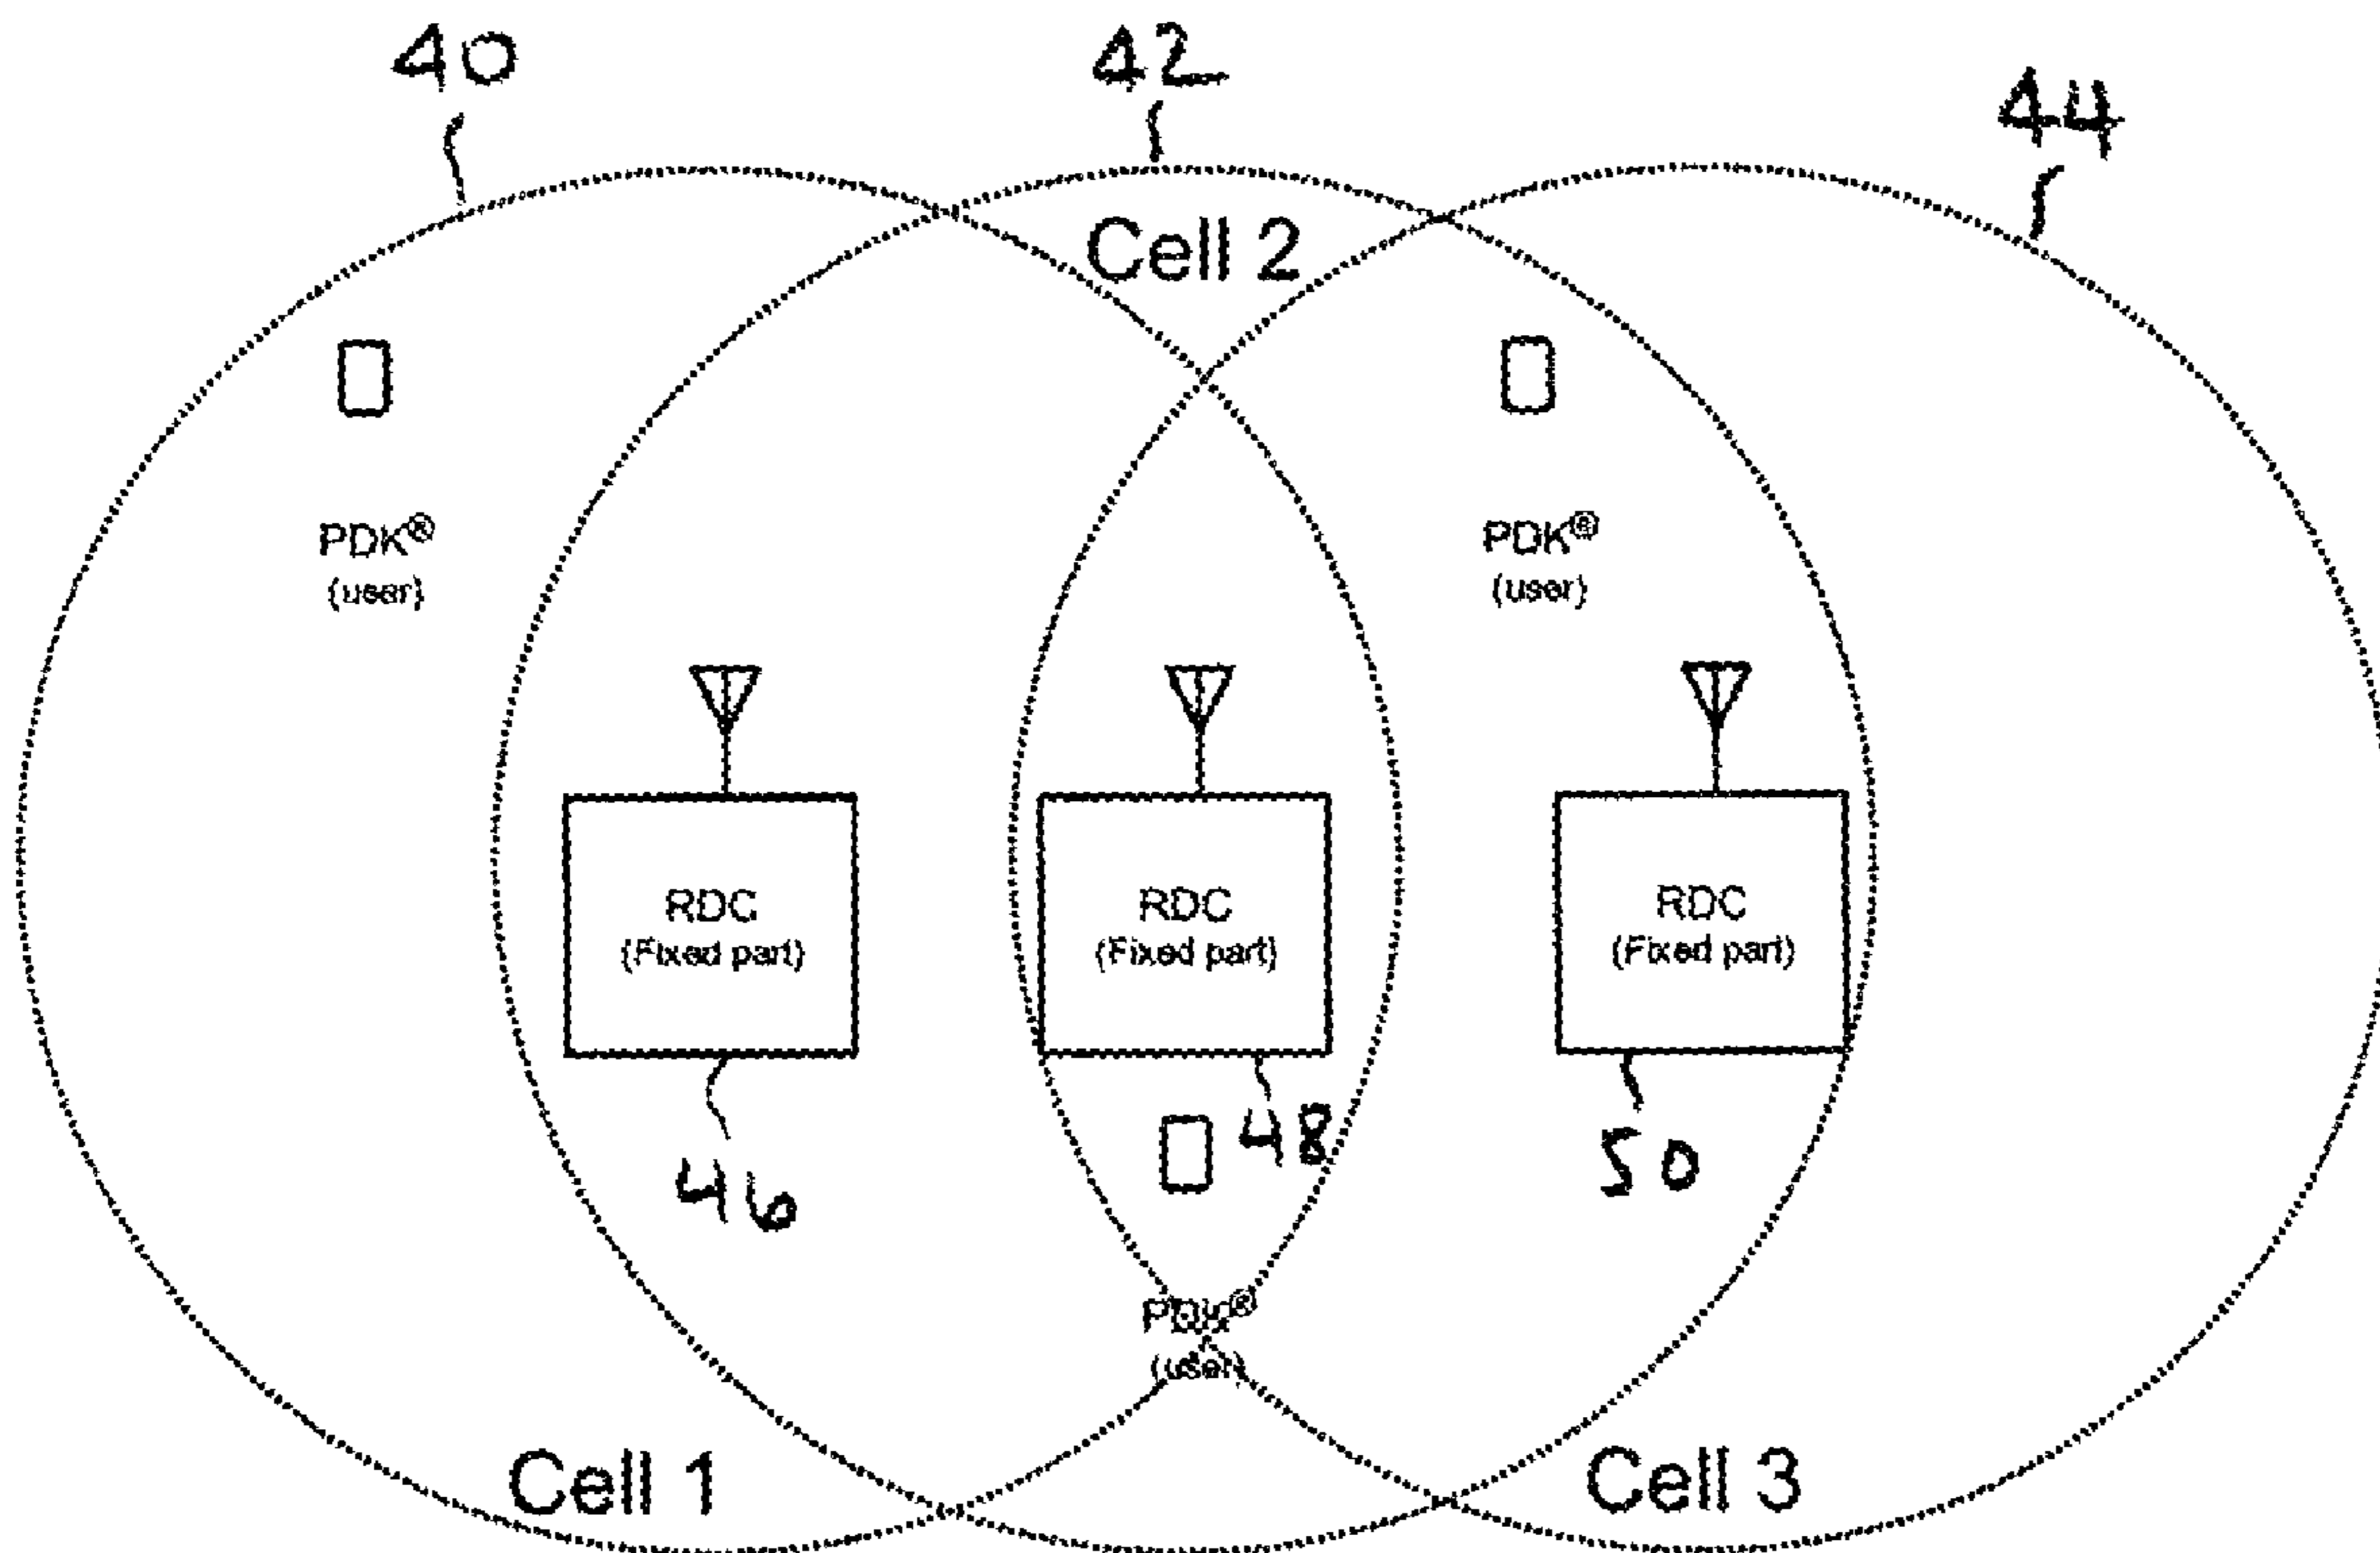 40
42
44
Cell 2
PDK®
(user)
PDK®
(user)
RDC
(Fixed part)
RDC
(Fixed part)
RDC
(Fixed part)
46
48
50
PDK®
(user)
Cell 1
Cell 3